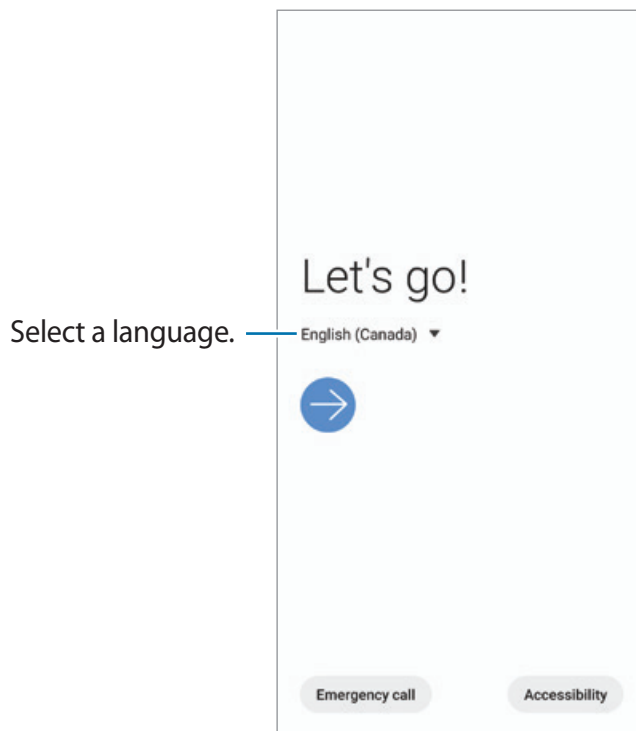 Let's go!
Select a language.
English (Canada)
Emergency call
Accessibility